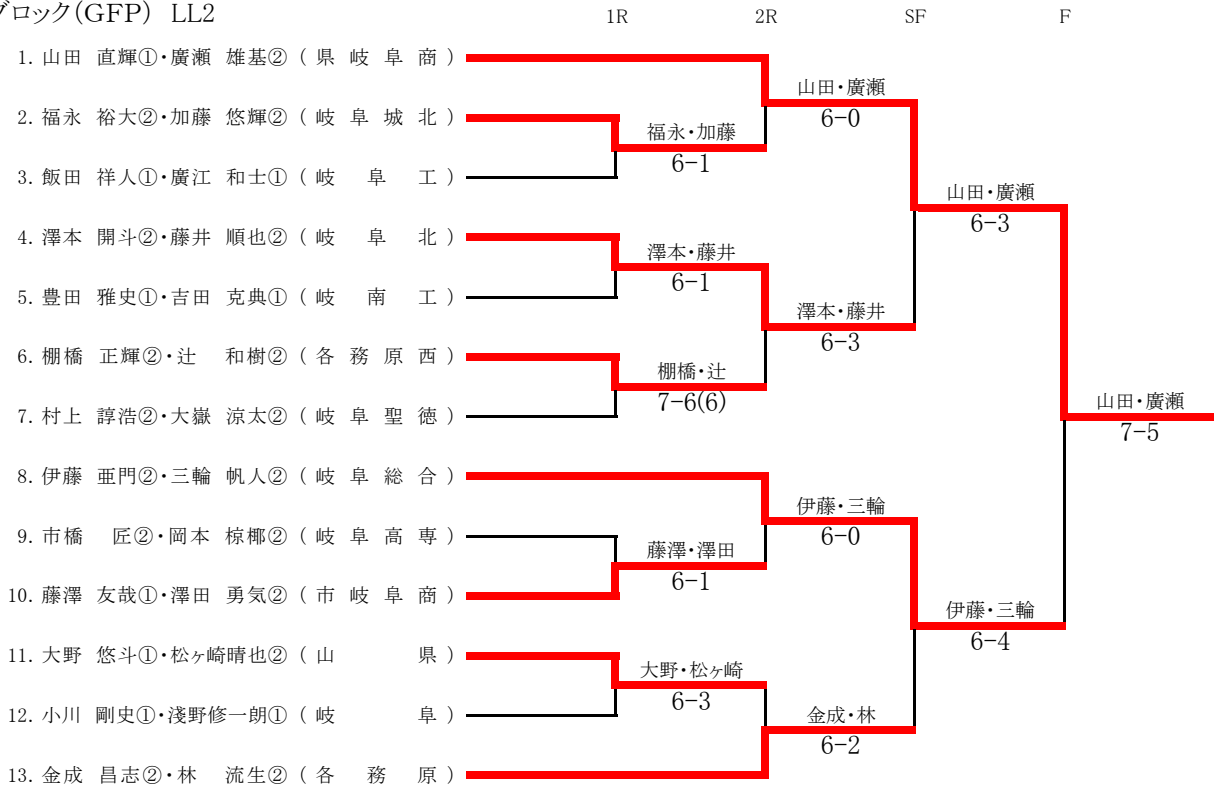 ブロック(GFP) LL2 1R 2R SF F
1. 山田 直輝①・廣瀬 雄基② ( 県 岐 阜 商 )
山田・廣瀬
6-0
2. 福永 裕大②・加藤 悠輝② ( 岐 阜 城 北 )
福永・加藤
6-1
3. 飯田 祥人①・廣江 和士① ( 岐 阜 工 )
山田・廣瀬
6-3
4. 澤本 開斗②・藤井 順也② ( 岐 阜 北 )
澤本・藤井
6-1
5. 豊田 雅史①・吉田 克典① ( 岐 南 工 )
澤本・藤井
6-3
6. 棚橋 正輝②・辻 和樹② ( 各 務 原 西 )
棚橋・辻
7-6(6)
7. 村上 諄浩②・大嶽 涼太② ( 岐 阜 聖 徳 )
山田・廣瀬
7-5
8. 伊藤 亜門②・三輪 帆人② ( 岐 阜 総 合 )
伊藤・三輪
6-0
9. 市橋 匠②・岡本 椋椰② ( 岐 阜 高 専 )
藤澤・澤田
6-1
10. 藤澤 友哉①・澤田 勇気② ( 市 岐 阜 商 )
伊藤・三輪
6-4
11. 大野 悠斗①・松ヶ崎晴也② ( 山 県 )
大野・松ヶ崎
6-3
12. 小川 剛史①・淺野修一朗① ( 岐 阜 )
金成・林
6-2
13. 金成 昌志②・林 流生② ( 各 務 原 )